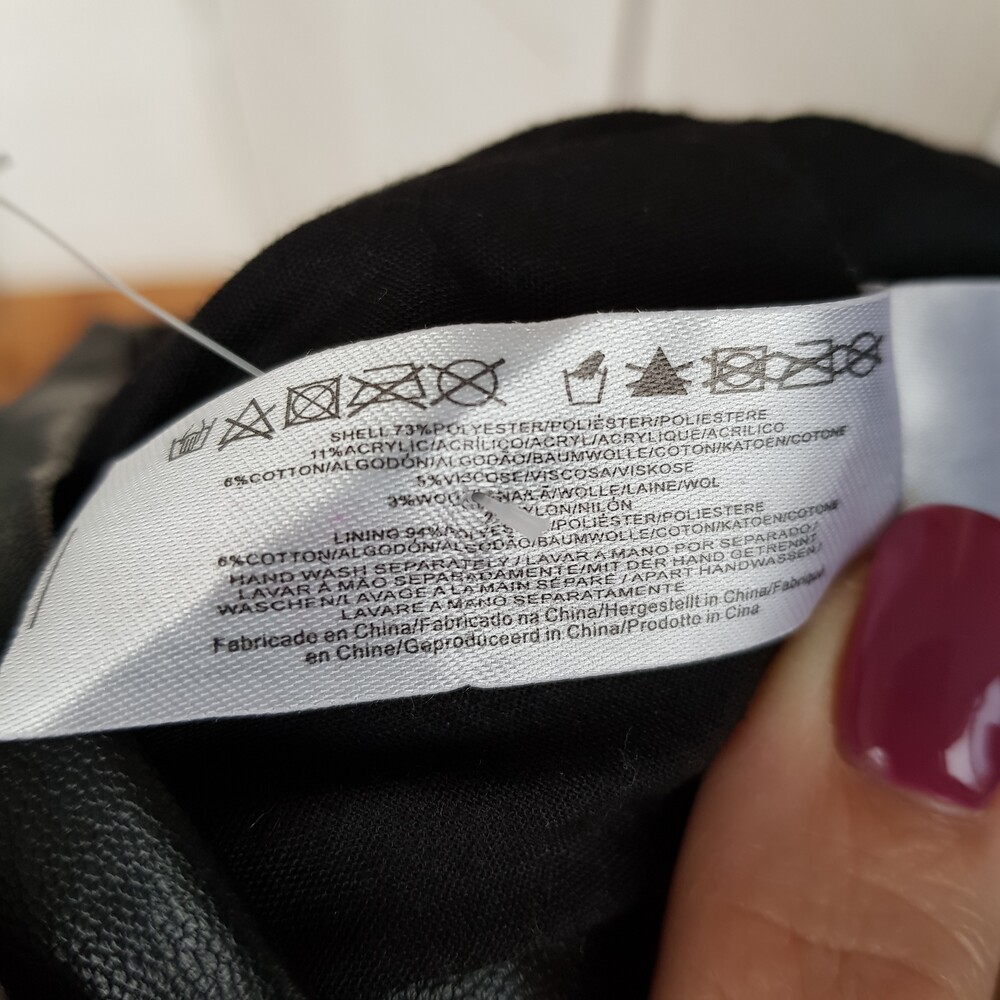 SHELL 73%POLYESTER/POLIÉSTER/POLIESTERE
11%ACRYLIC/ACRÍLICO/ACRYL/ACRYLIQUE/ACRILICO
6%COTTON/ALGODÓN/ALGODÃO/BAUMWOLLE/COTON/KATOEN/COTONE
5%VISCOSE/VISCOSA/VISKOSE
3%WOOL/LANA/LÃ/WOLLE/LAINE/WOL
NYLON/NILÓN
LINING 94%POLYESTER/POLIÉSTER/POLIESTERE
6%COTTON/ALGODÓN/ALGODÃO/BAUMWOLLE/COTON/KATOEN/COTONE
HAND WASH SEPARATELY/LAVAR A MANO POR SEPARADO/
LAVAR A MÃO SEPARADAMENTE/MIT DER HAND GETRENNT
WASCHEN/LAVAGE A LA MAIN SÉPARÉ/APART HANDWASSEN/
LAVARE A MANO SEPARATAMENTE
Fabricado en China/Fabricado na China/Hergestellt in China/Fabriqué
en Chine/Geproduceerd in China/Prodotto in Cina